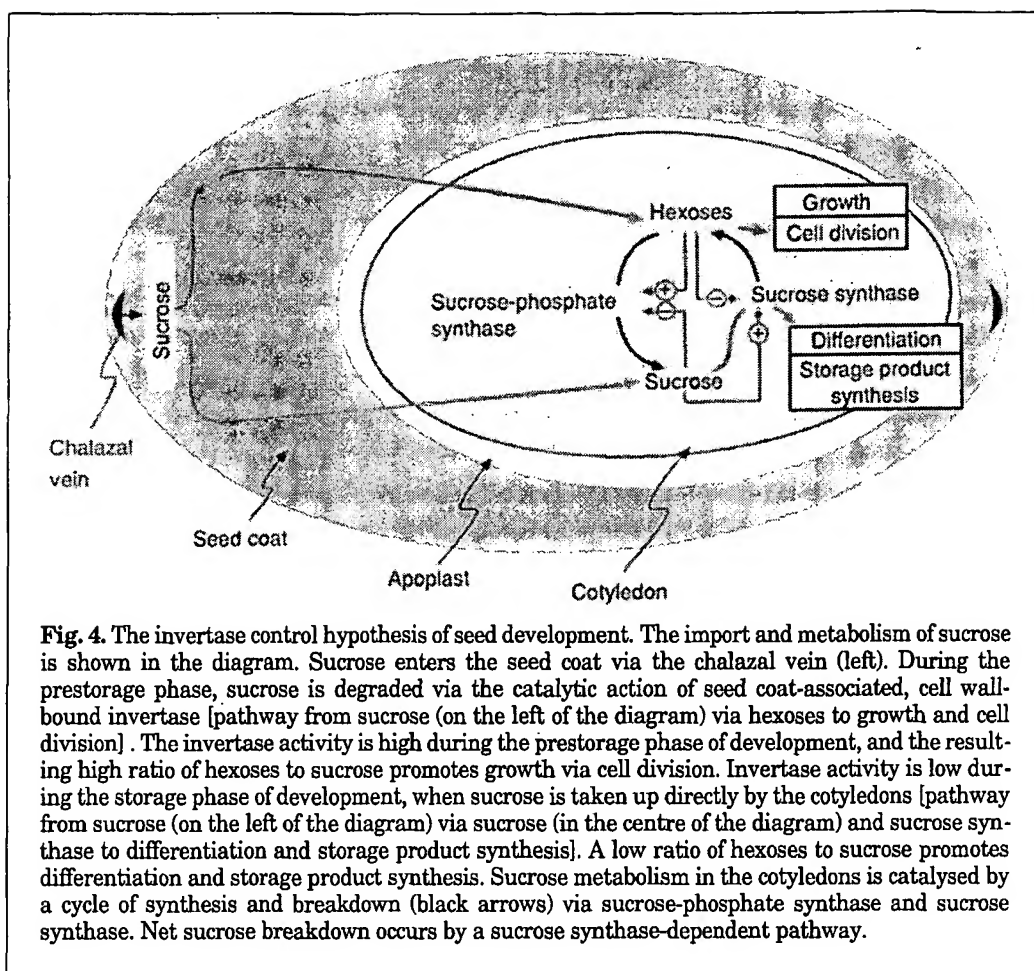 Growth
Hexoses
Cell division
Sucrose
Sucrose-phosphate
synthase
+
−
−
+
Sucrose synthase
Differentiation
Storage product
synthesis
Sucrose
Chalazal
vein
Seed coat
Apoplast
Cotyledon
Fig. 4. The invertase control hypothesis of seed development. The import and metabolism of sucrose
is shown in the diagram. Sucrose enters the seed coat via the chalazal vein (left). During the
prestorage phase, sucrose is degraded via the catalytic action of seed coat-associated, cell wall-
bound invertase [pathway from sucrose (on the left of the diagram) via hexoses to growth and cell
division] . The invertase activity is high during the prestorage phase of development, and the result-
ing high ratio of hexoses to sucrose promotes growth via cell division. Invertase activity is low dur-
ing the storage phase of development, when sucrose is taken up directly by the cotyledons [pathway
from sucrose (on the left of the diagram) via sucrose (in the centre of the diagram) and sucrose syn-
thase to differentiation and storage product synthesis]. A low ratio of hexoses to sucrose promotes
differentiation and storage product synthesis. Sucrose metabolism in the cotyledons is catalysed by
a cycle of synthesis and breakdown (black arrows) via sucrose-phosphate synthase and sucrose
synthase. Net sucrose breakdown occurs by a sucrose synthase-dependent pathway.